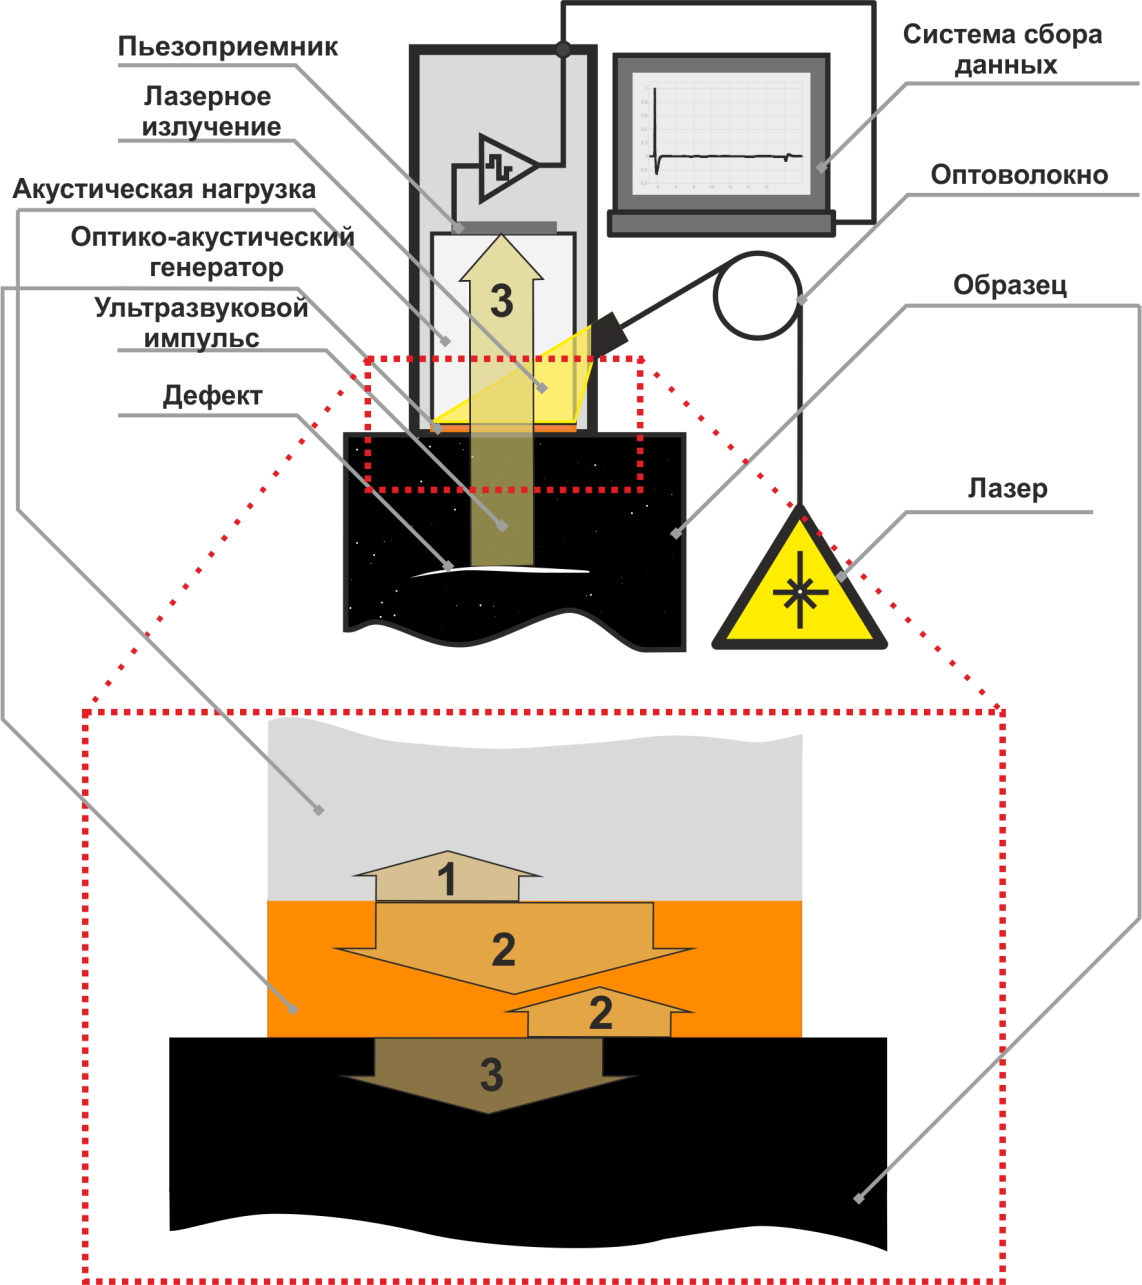 Пьезоприемник
Лазерное
излучение
Акустическая нагрузка
Оптико-акустический
генератор
Ультразвуковой
импульс
Дефект
Система сбора
данных
Оптоволокно
Образец
Лазер
3
1
2
2
3